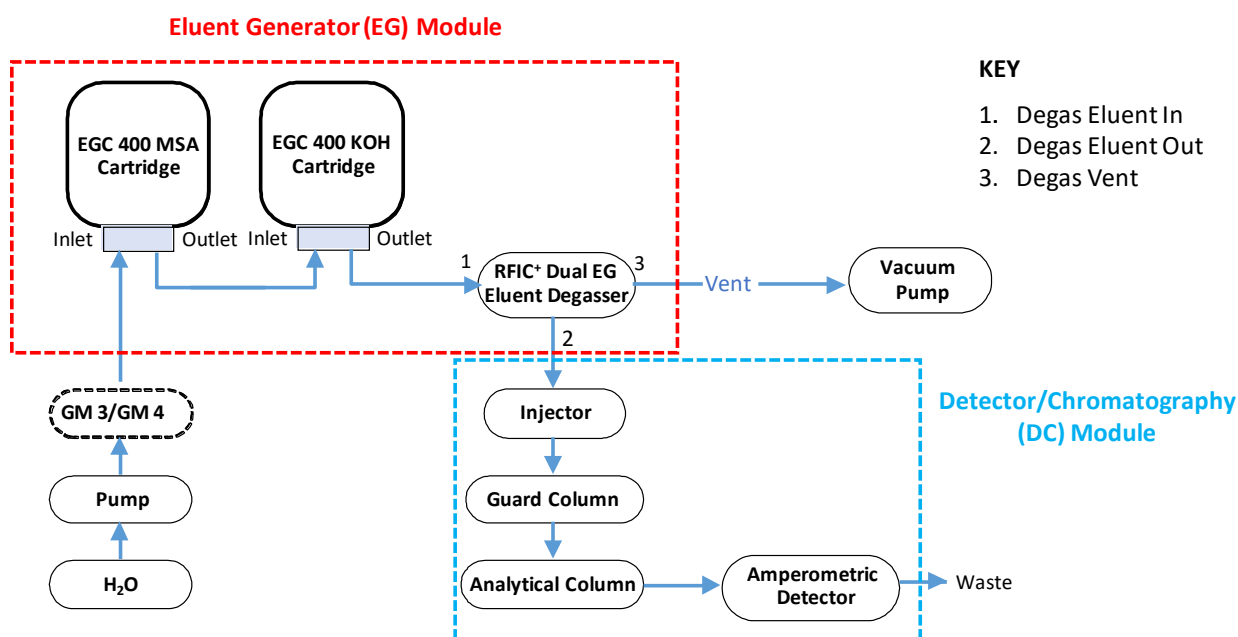 Eluent Generator (EG) Module
EGC 400 MSA
Cartridge
EGC 400 KOH
Cartridge
Inlet
Outlet
Inlet
Outlet
1
RFIC⁺ Dual EG
Eluent Degasser
3
Vent
Vacuum
Pump
2
KEY
1. Degas Eluent In
2. Degas Eluent Out
3. Degas Vent
GM 3/GM 4
Pump
H₂O
Injector
Guard Column
Analytical Column
Amperometric
Detector
Waste
Detector/Chromatography
(DC) Module